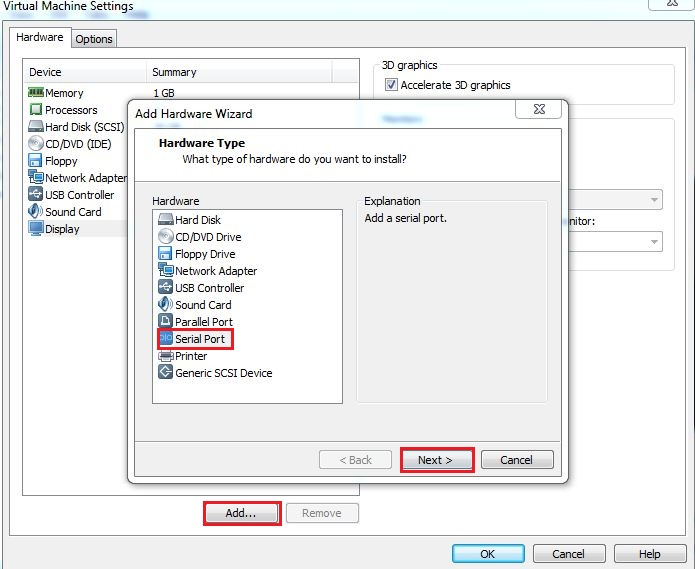 Virtual Machine Settings
Hardware
Options
Device Summary
Memory 1 GB
Processors
Hard Disk (SCSI)
CD/DVD (IDE)
Floppy
Network Adapter
USB Controller
Sound Card
Display
3D graphics
Accelerate 3D graphics
nitor:
Add Hardware Wizard
Hardware Type
What type of hardware do you want to install?
Hardware
Hard Disk
CD/DVD Drive
Floppy Drive
Network Adapter
USB Controller
Sound Card
Parallel Port
Serial Port
Printer
Generic SCSI Device
Explanation
Add a serial port.
< Back
Next >
Cancel
Add...
Remove
OK
Cancel
Help